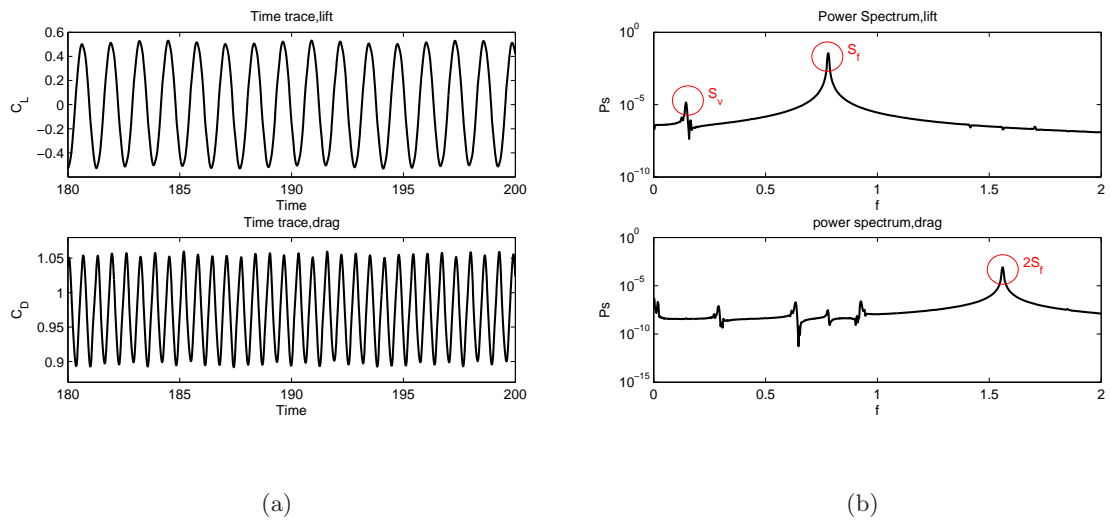 Time trace,lift
0.6
0.4
0.2
0
−0.2
−0.4
C_L
180 185 190 195 200
Time
Time trace,drag
1.05
1
0.95
0.9
C_D
180 185 190 195 200
Time
(a)
Power Spectrum,lift
10^0
10^−5
10^−10
Ps
S_v
S_f
0 0.5 1 1.5 2
f
power spectrum,drag
10^0
10^−5
10^−10
10^−15
Ps
2S_f
0 0.5 1 1.5 2
f
(b)